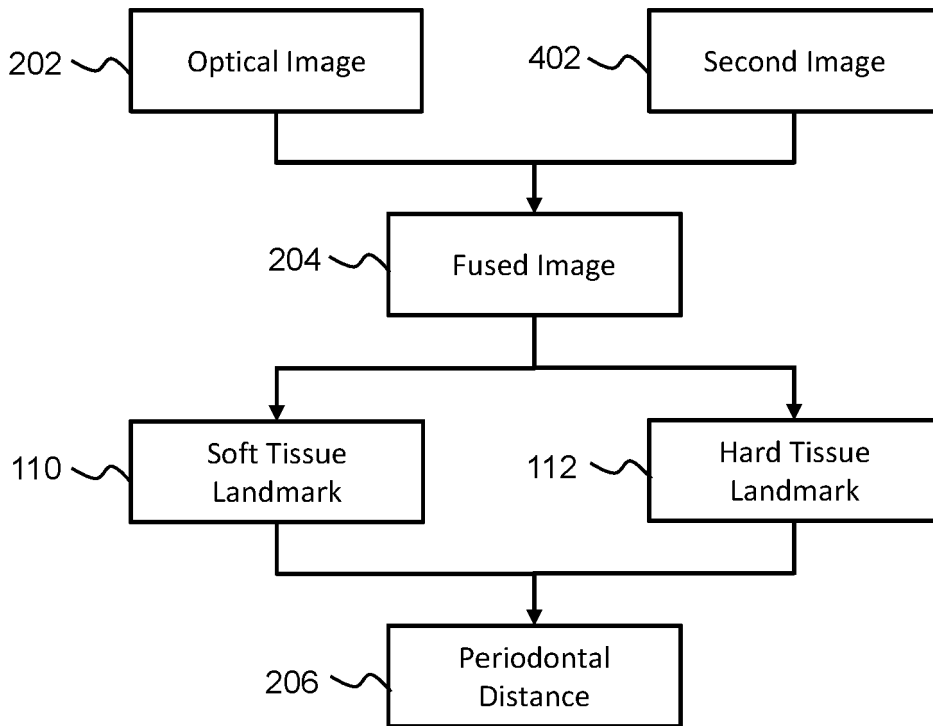 202
Optical Image
402
Second Image
204
Fused Image
110
Soft Tissue
Landmark
112
Hard Tissue
Landmark
206
Periodontal
Distance